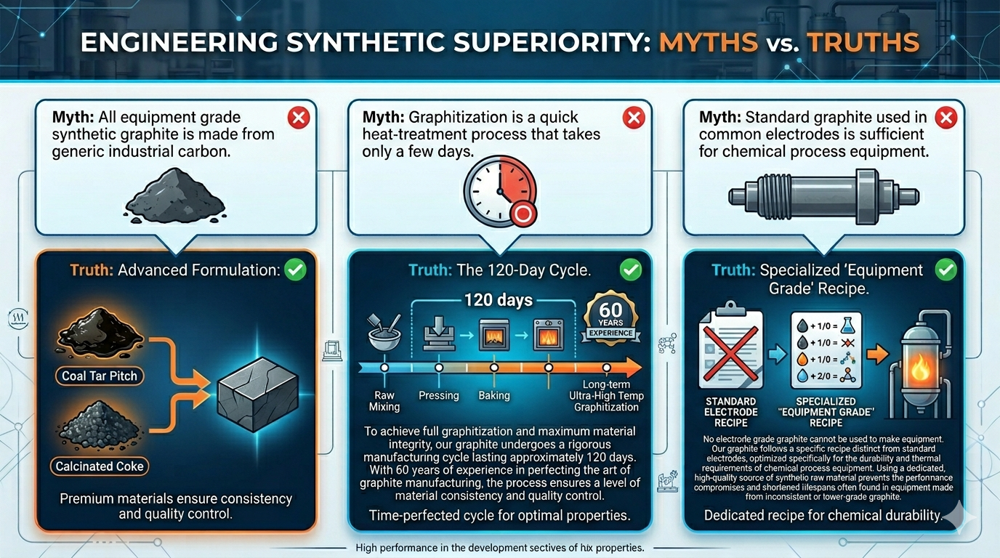 ENGINEERING SYNTHETIC SUPERIORITY: MYTHS vs. TRUTHS
Myth: All equipment grade
synthetic graphite is made from
generic industrial carbon.
Truth: Advanced Formulation:
Coal Tar Pitch
Calcinated Coke
Premium materials ensure consistency
and quality control.
Myth: Graphitization is a quick
heat-treatment process that takes
only a few days.
Truth: The 120-Day Cycle.
120 days
60
YEARS
EXPERIENCE
Raw
Mixing
Pressing
Baking
Long-term
Ultra-High Temp
Graphitization
To achieve full graphitization and maximum material
integrity, our graphite undergoes a rigorous
manufacturing cycle lasting approximately 120 days.
With 60 years of experience in perfecting the art of
graphite manufacturing, the process ensures a level of
material consistency and quality control.
Time-perfected cycle for optimal properties.
Myth: Standard graphite used in
common electrodes is sufficient
for chemical process equipment.
Truth: Specialized 'Equipment
Grade' Recipe.
+ 1/0 =
+ 1/0 =
+ 1/0 =
+ 2/0 =
STANDARD
ELECTRODE
RECIPE
SPECIALIZED
"EQUIPMENT GRADE"
RECIPE
No electrode grade graphite cannot be used to make equipment.
Our graphite follows a specific recipe distinct from standard
electrodes, optimized specifically for the durability and thermal
requirements of chemical process equipment. Using a dedicated,
high-quality source of synthetic raw material prevents the performance
compromises and shortened lifespans often found in equipment made
from inconsistent or tower-grade graphite.
Dedicated recipe for chemical durability.
High performance in the development sectives of properties.